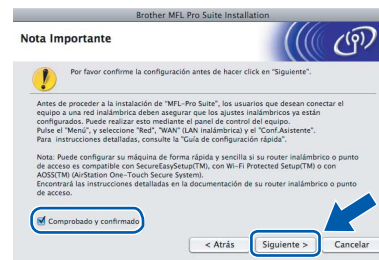 Brother MFL Pro Suite Installation
Nota Importante
Por favor confirme la configuración antes de hacer click en "Siguiente".
Antes de proceder a la instalación de "MFL-Pro Suite", los usuarios que desean conectar el
equipo a una red inalámbrica deben asegurar que los ajustes inalámbricos ya están
configurados. Puede realizar esto mediante el panel de control del equipo.
Pulse el "Menú", y seleccione "Red", "WAN" (LAN inalámbrica) y el "Conf.Asistente".
Para instrucciones detalladas, consulte la "Guía de configuración rápida".
Nota: Puede configurar su máquina de forma rápida y sencilla si su router inalámbrico o punto
de acceso es compatible con SecureEasySetup(TM), con Wi-Fi Protected Setup(TM) o con
AOSS(TM) (AirStation One-Touch Secure System).
Encontrará las instrucciones detalladas en la documentación de su router inalámbrico o punto
de acceso.
Comprobado y confirmado
< Atrás Siguiente > Cancelar